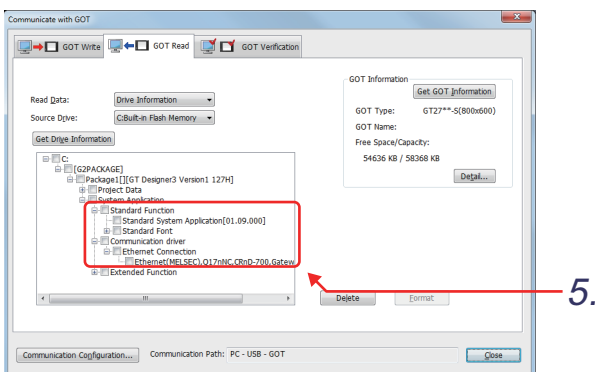 Communicate with GOT
GOT Write
GOT Read
GOT Verification
Read Data:
Drive Information
Source Drive:
C:Built-in Flash Memory
Get Drive Information
C:
[G2PACKAGE]
Package1[][GT Designer3 Version1 127H]
Project Data
System Application
Standard Function
Standard System Application[01.09.000]
Standard Font
Communication driver
Ethernet Connection
Ethernet(MELSEC),Q17nNC,CRnD-700,Gatew
Extended Function
GOT Information
Get GOT Information
GOT Type: GT27**-S(800x600)
GOT Name:
Free Space/Capacity:
54636 KB / 58368 KB
Detail...
Delete
Format
5.
Communication Configuration...
Communication Path: PC - USB - GOT
Close